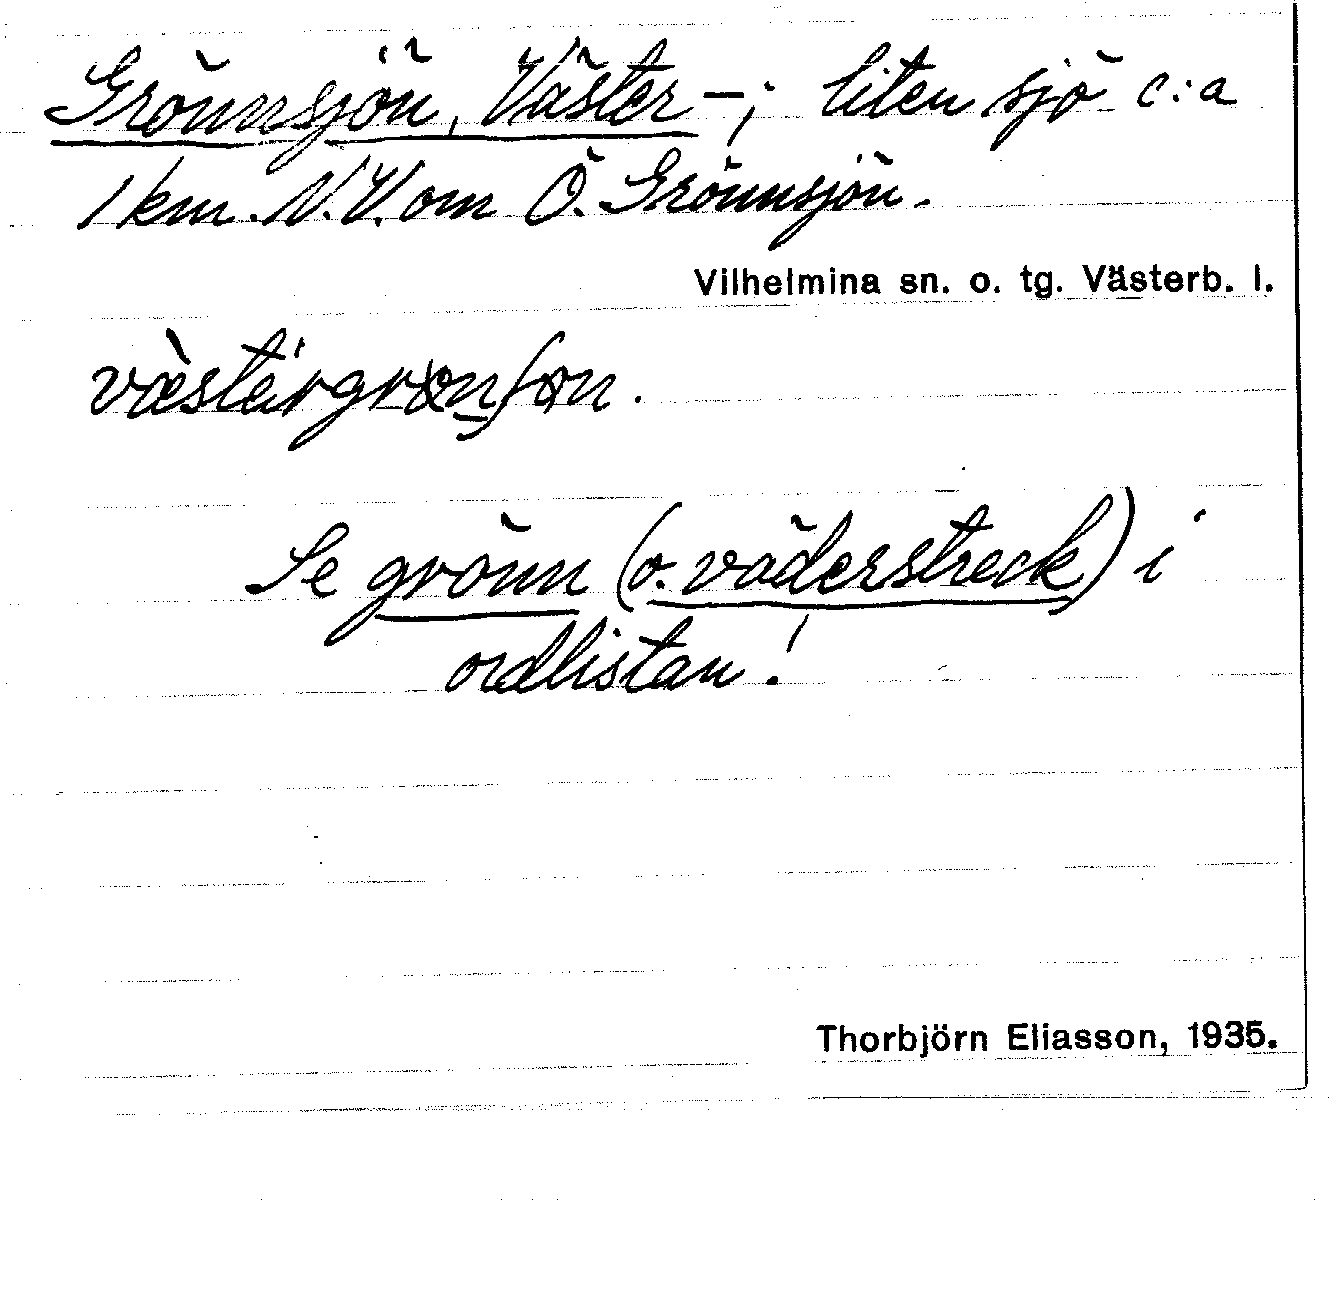 Grönnsjön, Väster –; liten sjö c:a
1 km. N.V. om Ö. Grönnsjön.
Vilhelmina sn. o. tg. Västerb. l.
Se grönn (o. väderstreck) i
ordlistan!
Thorbjörn Eliasson, 1935.